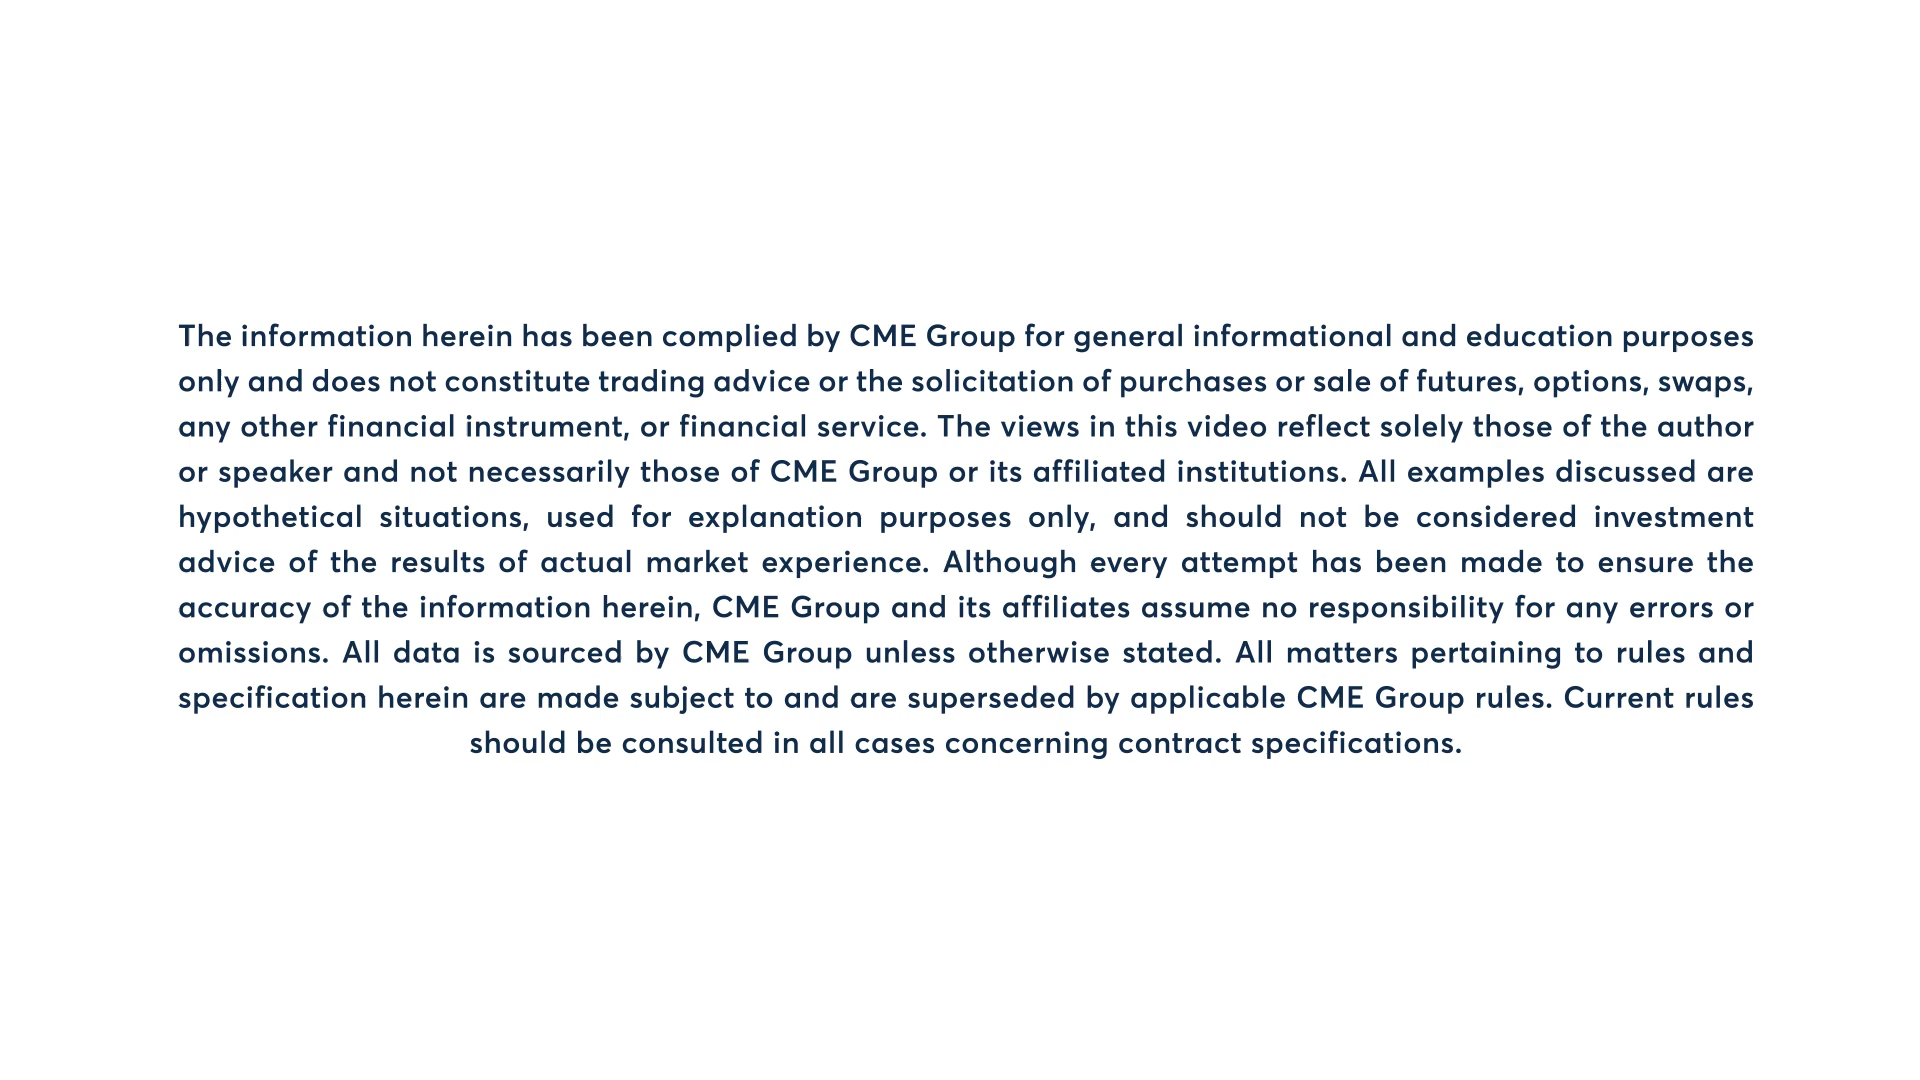 The information herein has been complied by CME Group for general informational and education purposes
only and does not constitute trading advice or the solicitation of purchases or sale of futures, options, swaps,
any other financial instrument, or financial service. The views in this video reflect solely those of the author
or speaker and not necessarily those of CME Group or its affiliated institutions. All examples discussed are
hypothetical situations, used for explanation purposes only, and should not be considered investment
advice of the results of actual market experience. Although every attempt has been made to ensure the
accuracy of the information herein, CME Group and its affiliates assume no responsibility for any errors or
omissions. All data is sourced by CME Group unless otherwise stated. All matters pertaining to rules and
specification herein are made subject to and are superseded by applicable CME Group rules. Current rules
should be consulted in all cases concerning contract specifications.